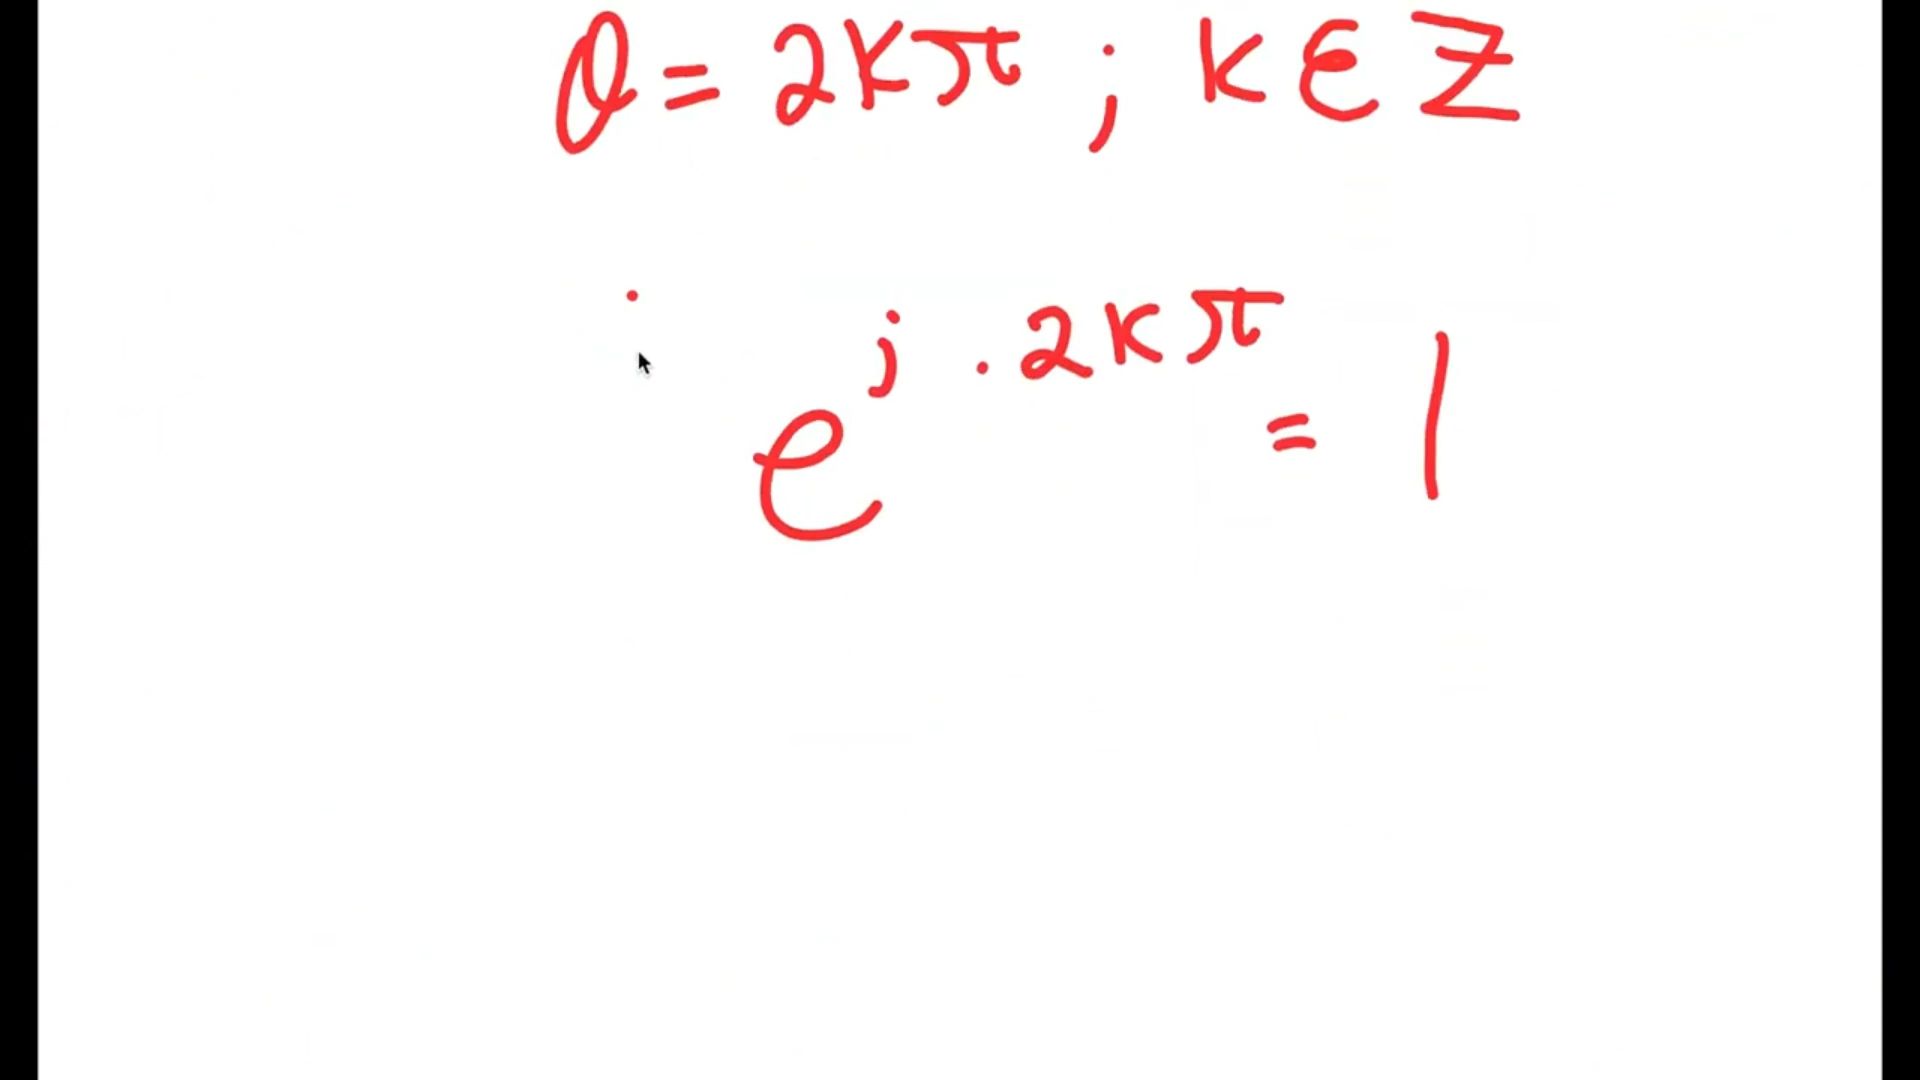 θ = 2kπ ; k ∈ Z
e^{j . 2kπ} = 1